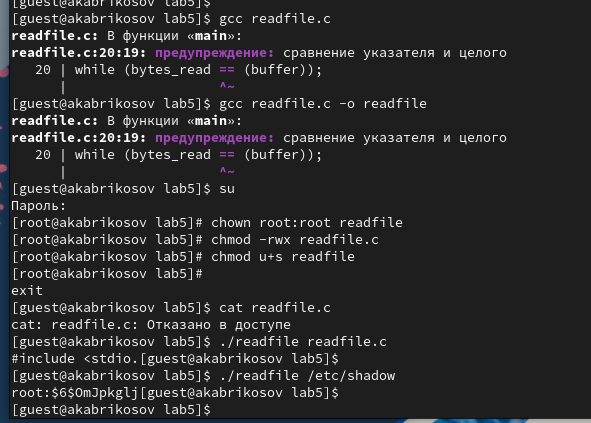 [guest@akabrikosov lab5]$
[guest@akabrikosov lab5]$ gcc readfile.c
readfile.c: В функции «main»:
readfile.c:20:19: предупреждение: сравнение указателя и целого
   20 | while (bytes_read == (buffer));
      |                   ^~
[guest@akabrikosov lab5]$ gcc readfile.c -o readfile
readfile.c: В функции «main»:
readfile.c:20:19: предупреждение: сравнение указателя и целого
   20 | while (bytes_read == (buffer));
      |                   ^~
[guest@akabrikosov lab5]$ su
Пароль:
[root@akabrikosov lab5]# chown root:root readfile
[root@akabrikosov lab5]# chmod -rwx readfile.c
[root@akabrikosov lab5]# chmod u+s readfile
[root@akabrikosov lab5]#
exit
[guest@akabrikosov lab5]$ cat readfile.c
cat: readfile.c: Отказано в доступе
[guest@akabrikosov lab5]$ ./readfile readfile.c
#include <stdio.[guest@akabrikosov lab5]$
[guest@akabrikosov lab5]$ ./readfile /etc/shadow
root:$6$OmJpkglj[guest@akabrikosov lab5]$
[guest@akabrikosov lab5]$